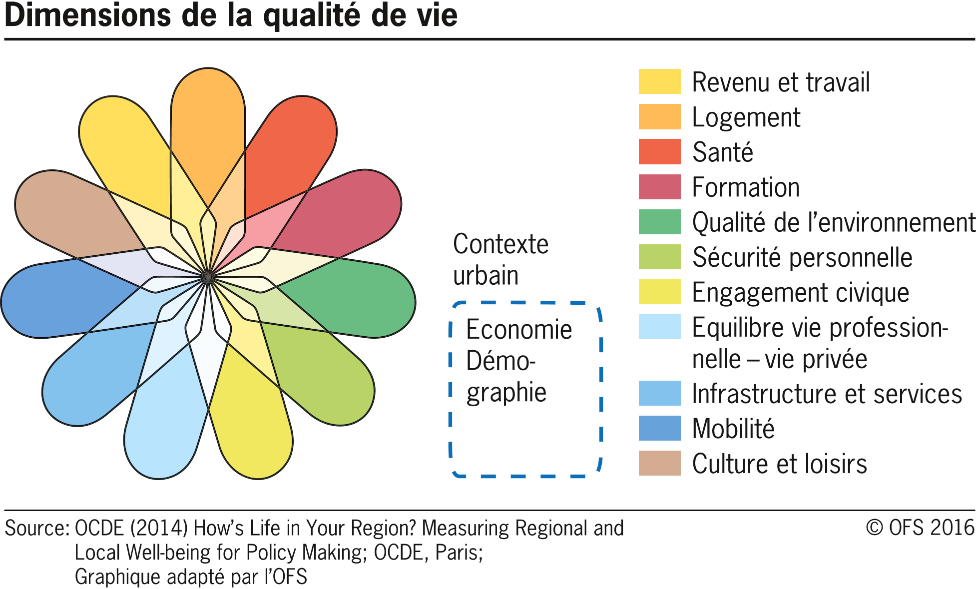 Dimensions de la qualité de vie
Revenu et travail
Logement
Santé
Formation
Qualité de l'environnement
Sécurité personnelle
Engagement civique
Equilibre vie profession-
nelle – vie privée
Infrastructure et services
Mobilité
Culture et loisirs
Contexte
urbain
Economie
Démo-
graphie
Source: OCDE (2014) How's Life in Your Region? Measuring Regional and
Local Well-being for Policy Making; OCDE, Paris;
Graphique adapté par l'OFS
© OFS 2016